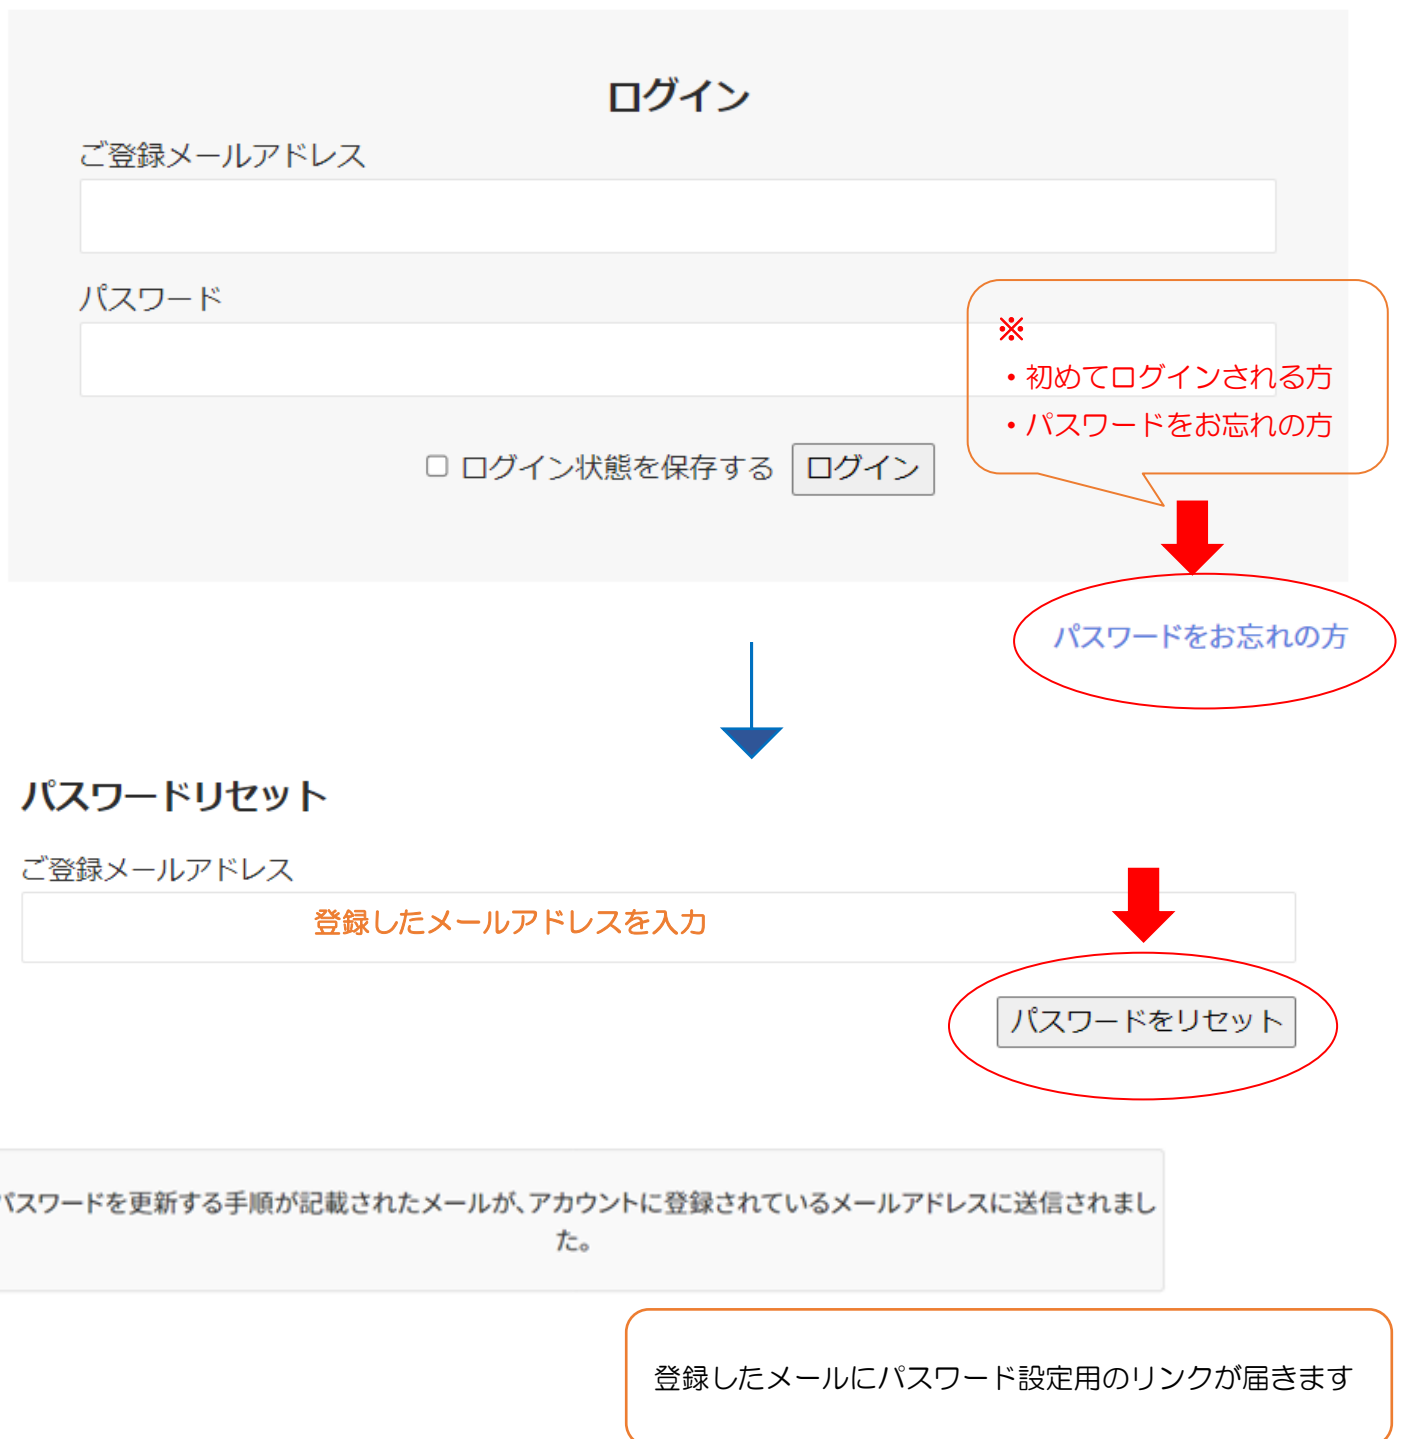 ログイン
ご登録メールアドレス
パスワード
※
・初めてログインされる方
・パスワードをお忘れの方
ログイン状態を保存する
ログイン
パスワードをお忘れの方
パスワードリセット
ご登録メールアドレス
登録したメールアドレスを入力
パスワードをリセット
パスワードを更新する手順が記載されたメールが、アカウントに登録されているメールアドレスに送信されまし
た。
登録したメールにパスワード設定用のリンクが届きます